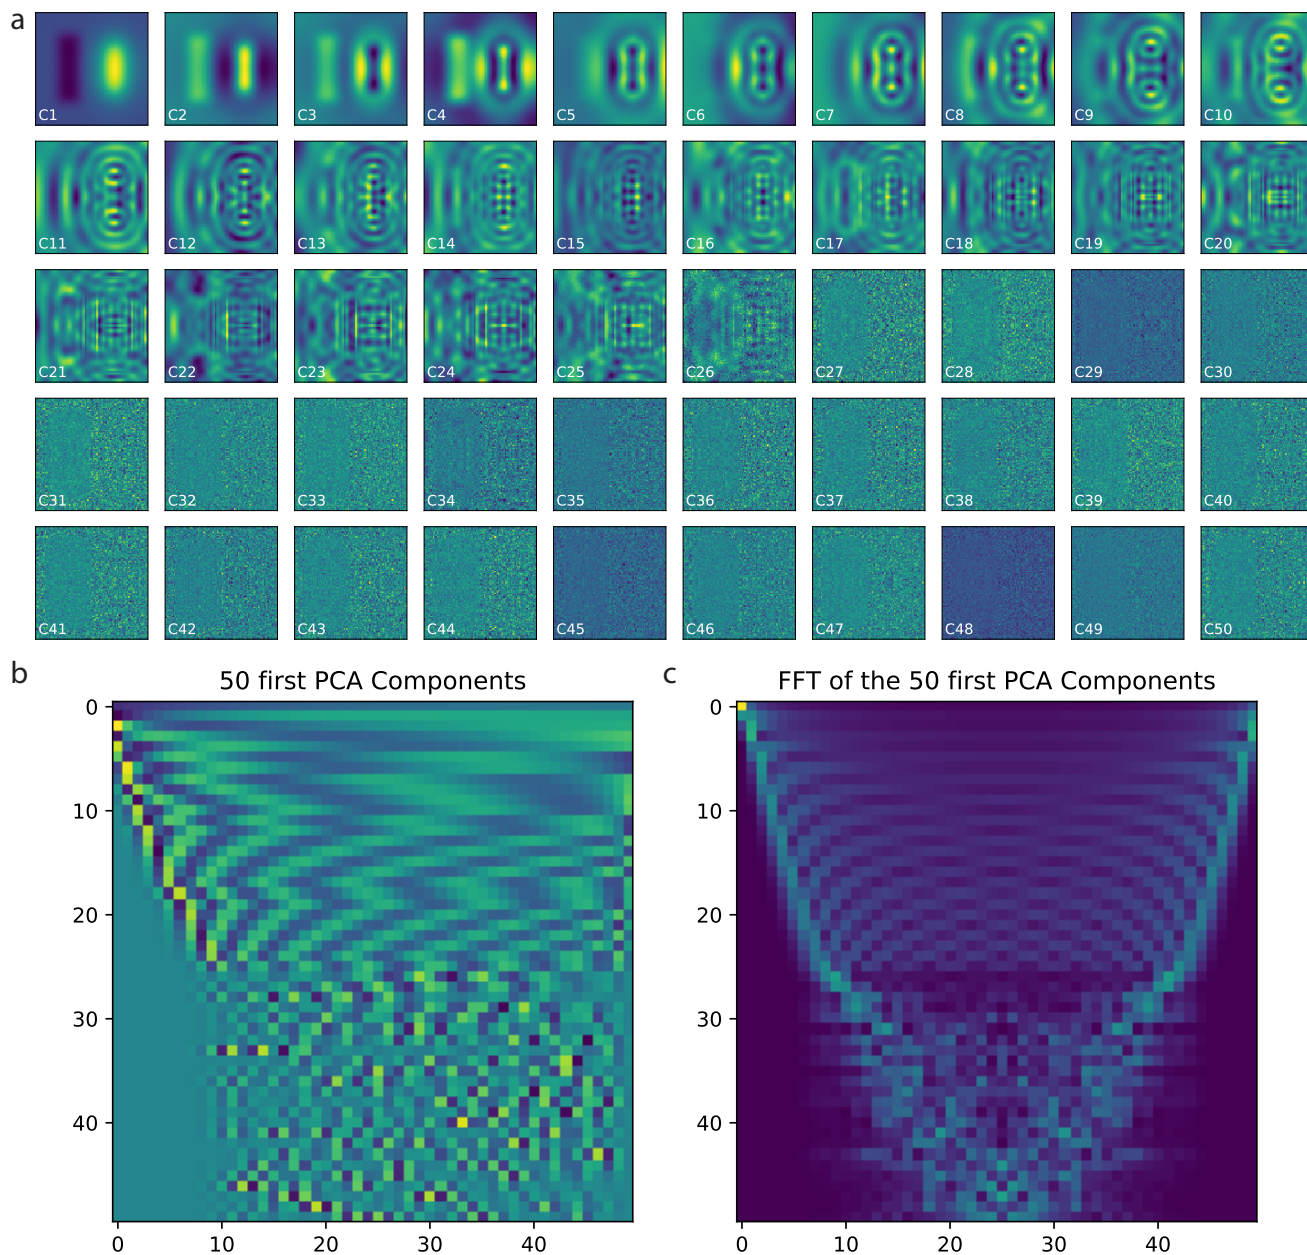 a
C1 C2 C3 C4 C5 C6 C7 C8 C9 C10
C11 C12 C13 C14 C15 C16 C17 C18 C19 C20
C21 C22 C23 C24 C25 C26 C27 C28 C29 C30
C31 C32 C33 C34 C35 C36 C37 C38 C39 C40
C41 C42 C43 C44 C45 C46 C47 C48 C49 C50
b
50 first PCA Components
0
10
20
30
40
0 10 20 30 40
c
FFT of the 50 first PCA Components
0
10
20
30
40
0 10 20 30 40